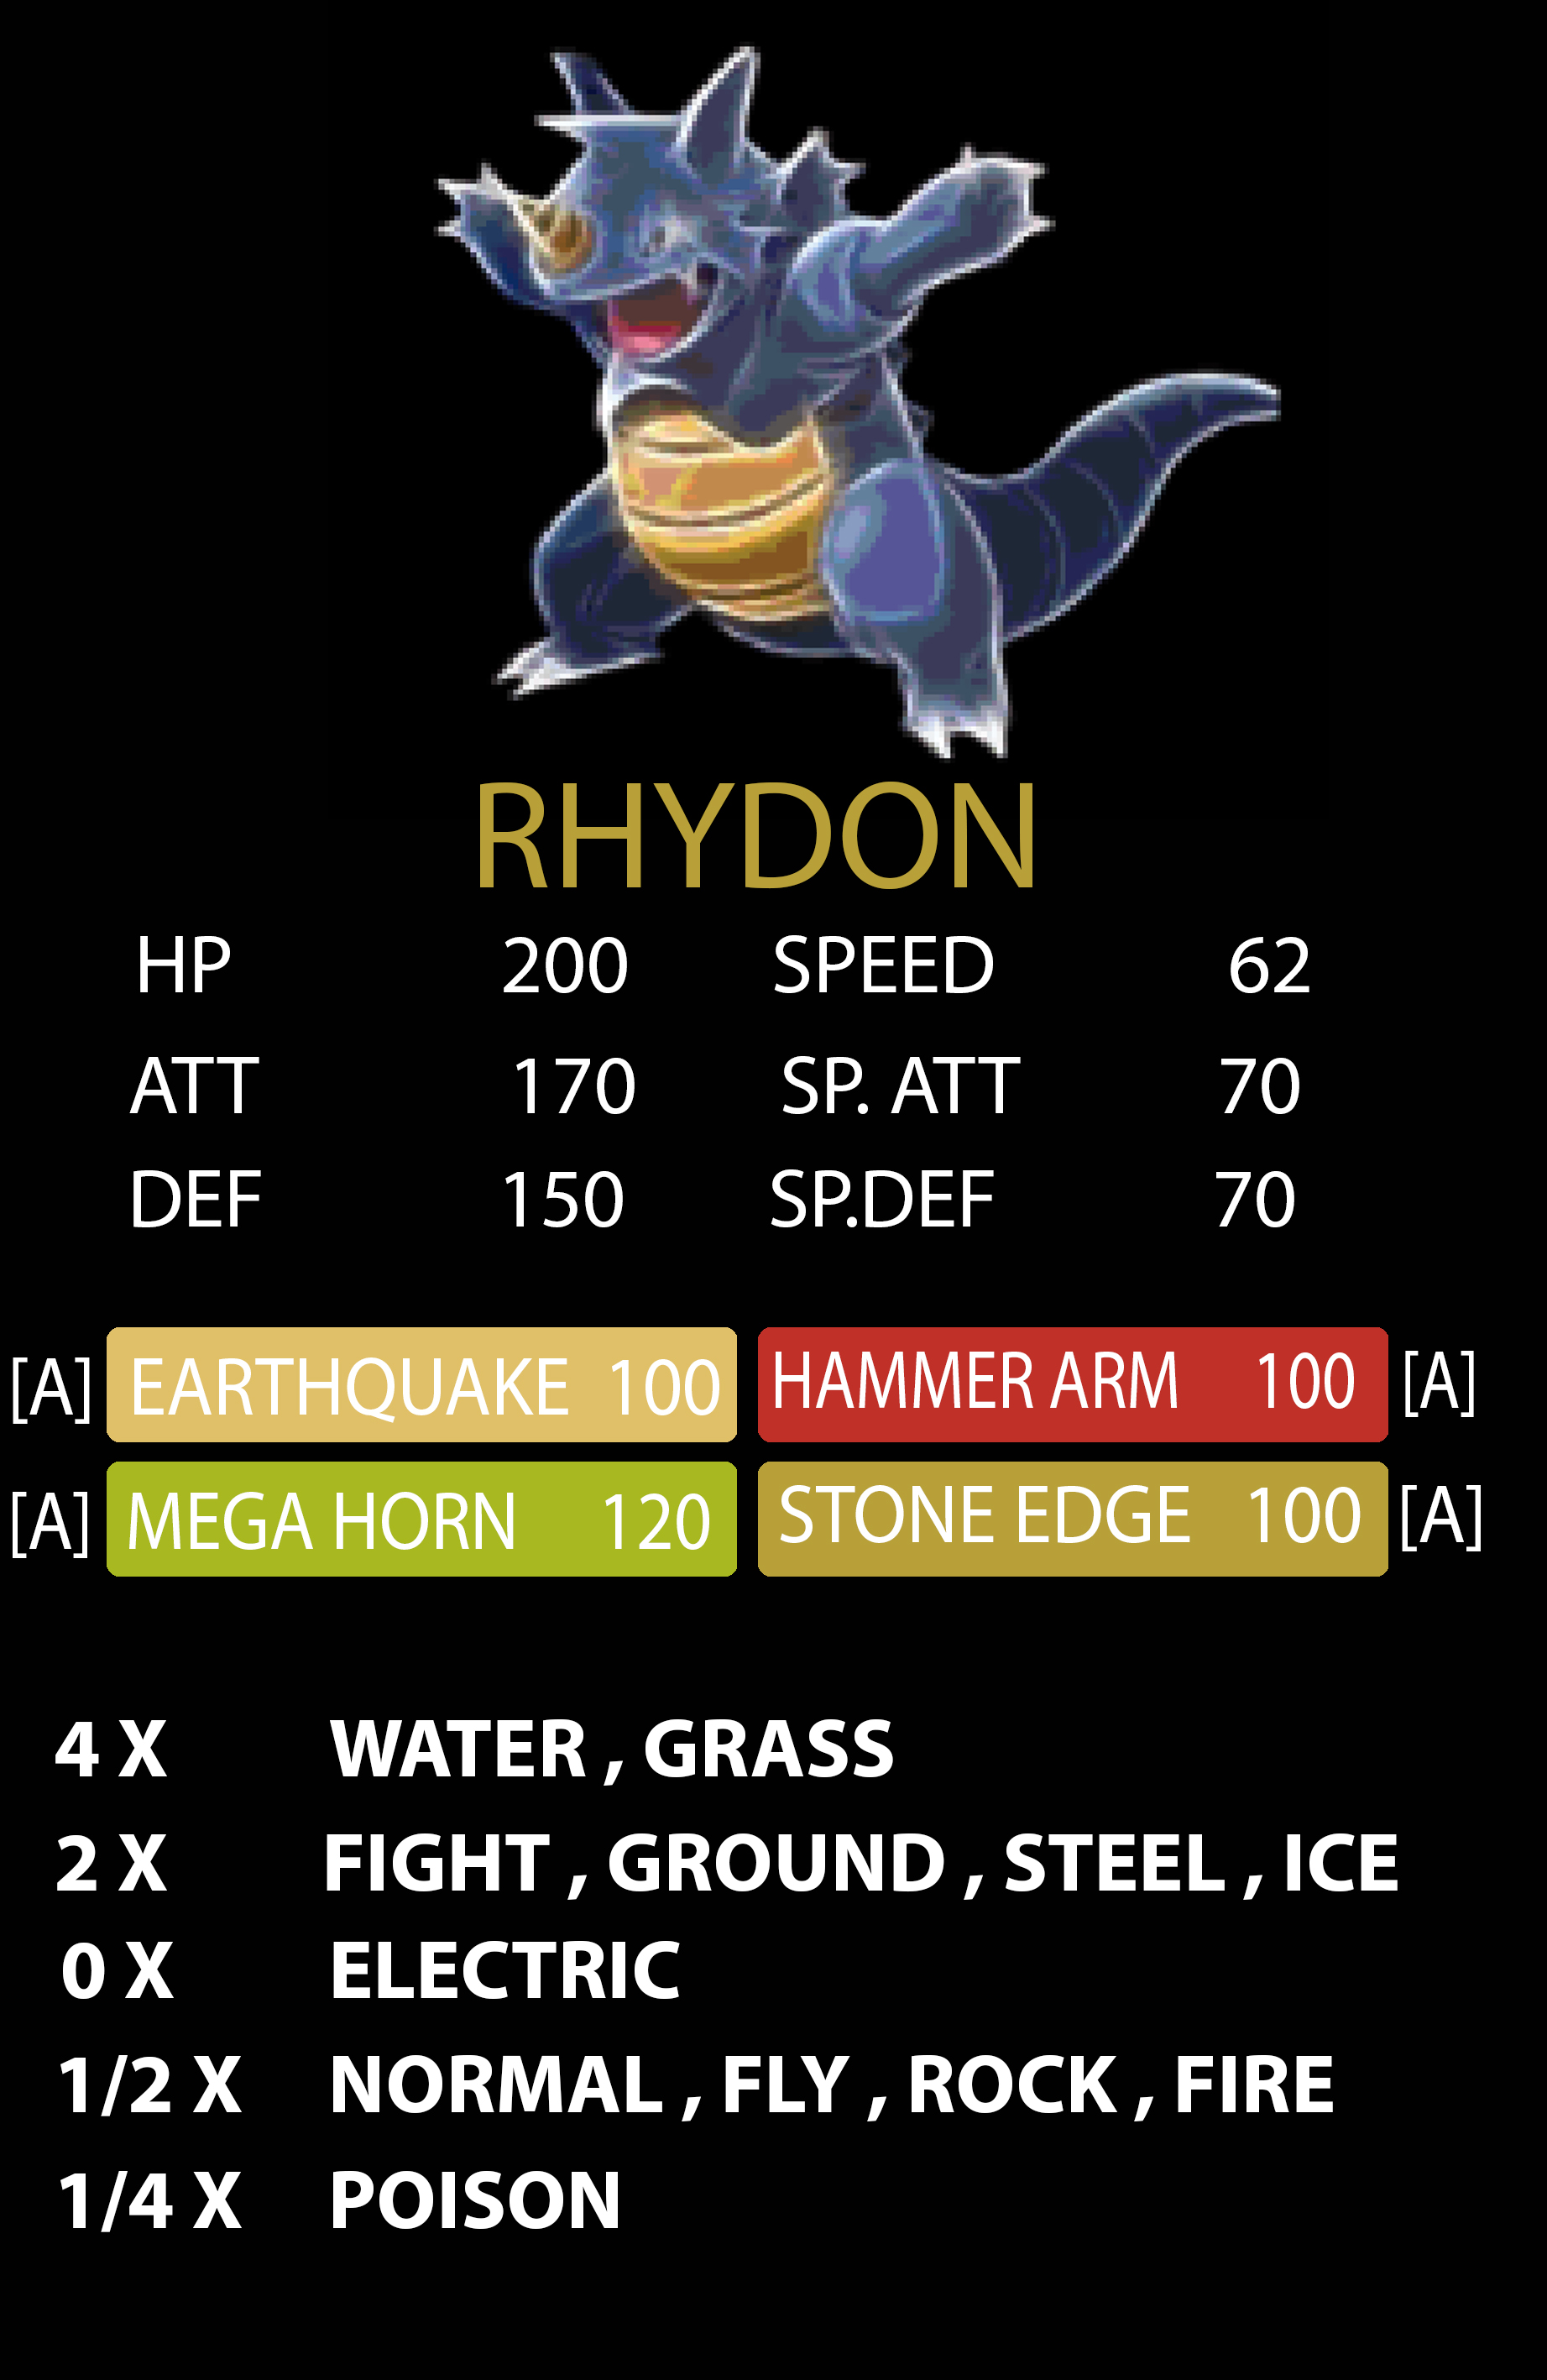 RHYDON
HP 200 SPEED 62
ATT 170 SP. ATT 70
DEF 150 SP.DEF 70
[A] EARTHQUAKE 100 HAMMER ARM 100 [A]
[A] MEGA HORN 120 STONE EDGE 100 [A]
4 X WATER , GRASS
2 X FIGHT , GROUND , STEEL , ICE
0 X ELECTRIC
1/2 X NORMAL , FLY , ROCK , FIRE
1/4 X POISON